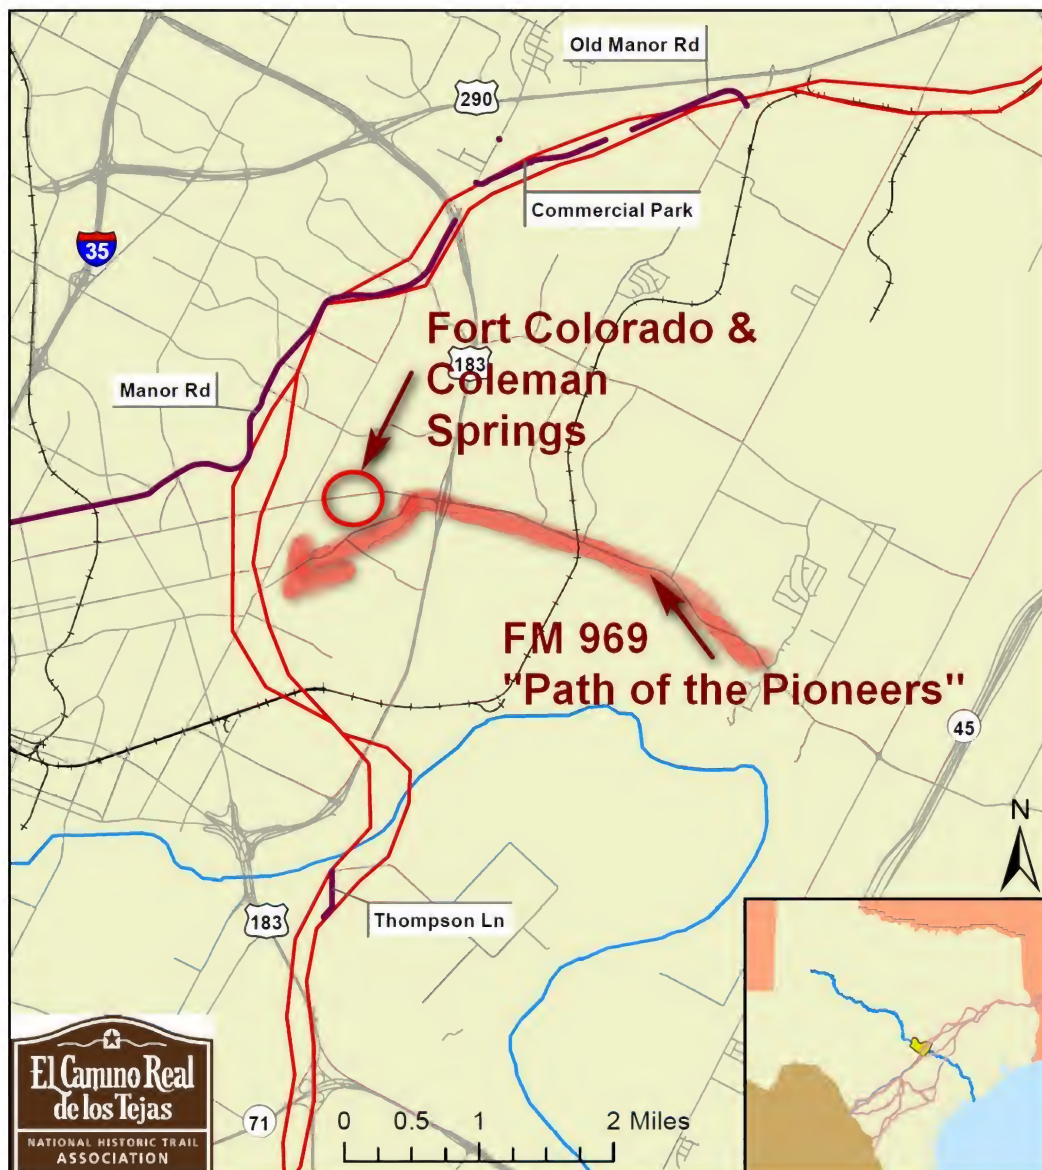 Old Manor Rd
290
Commercial Park
35
Fort Colorado &
183
Coleman
Springs
Manor Rd
FM 969
"Path of the Pioneers"
45
N
183
Thompson Ln
El Camino Real
de los Tejas
NATIONAL HISTORIC TRAIL
ASSOCIATION
71
0 0.5 1 2 Miles